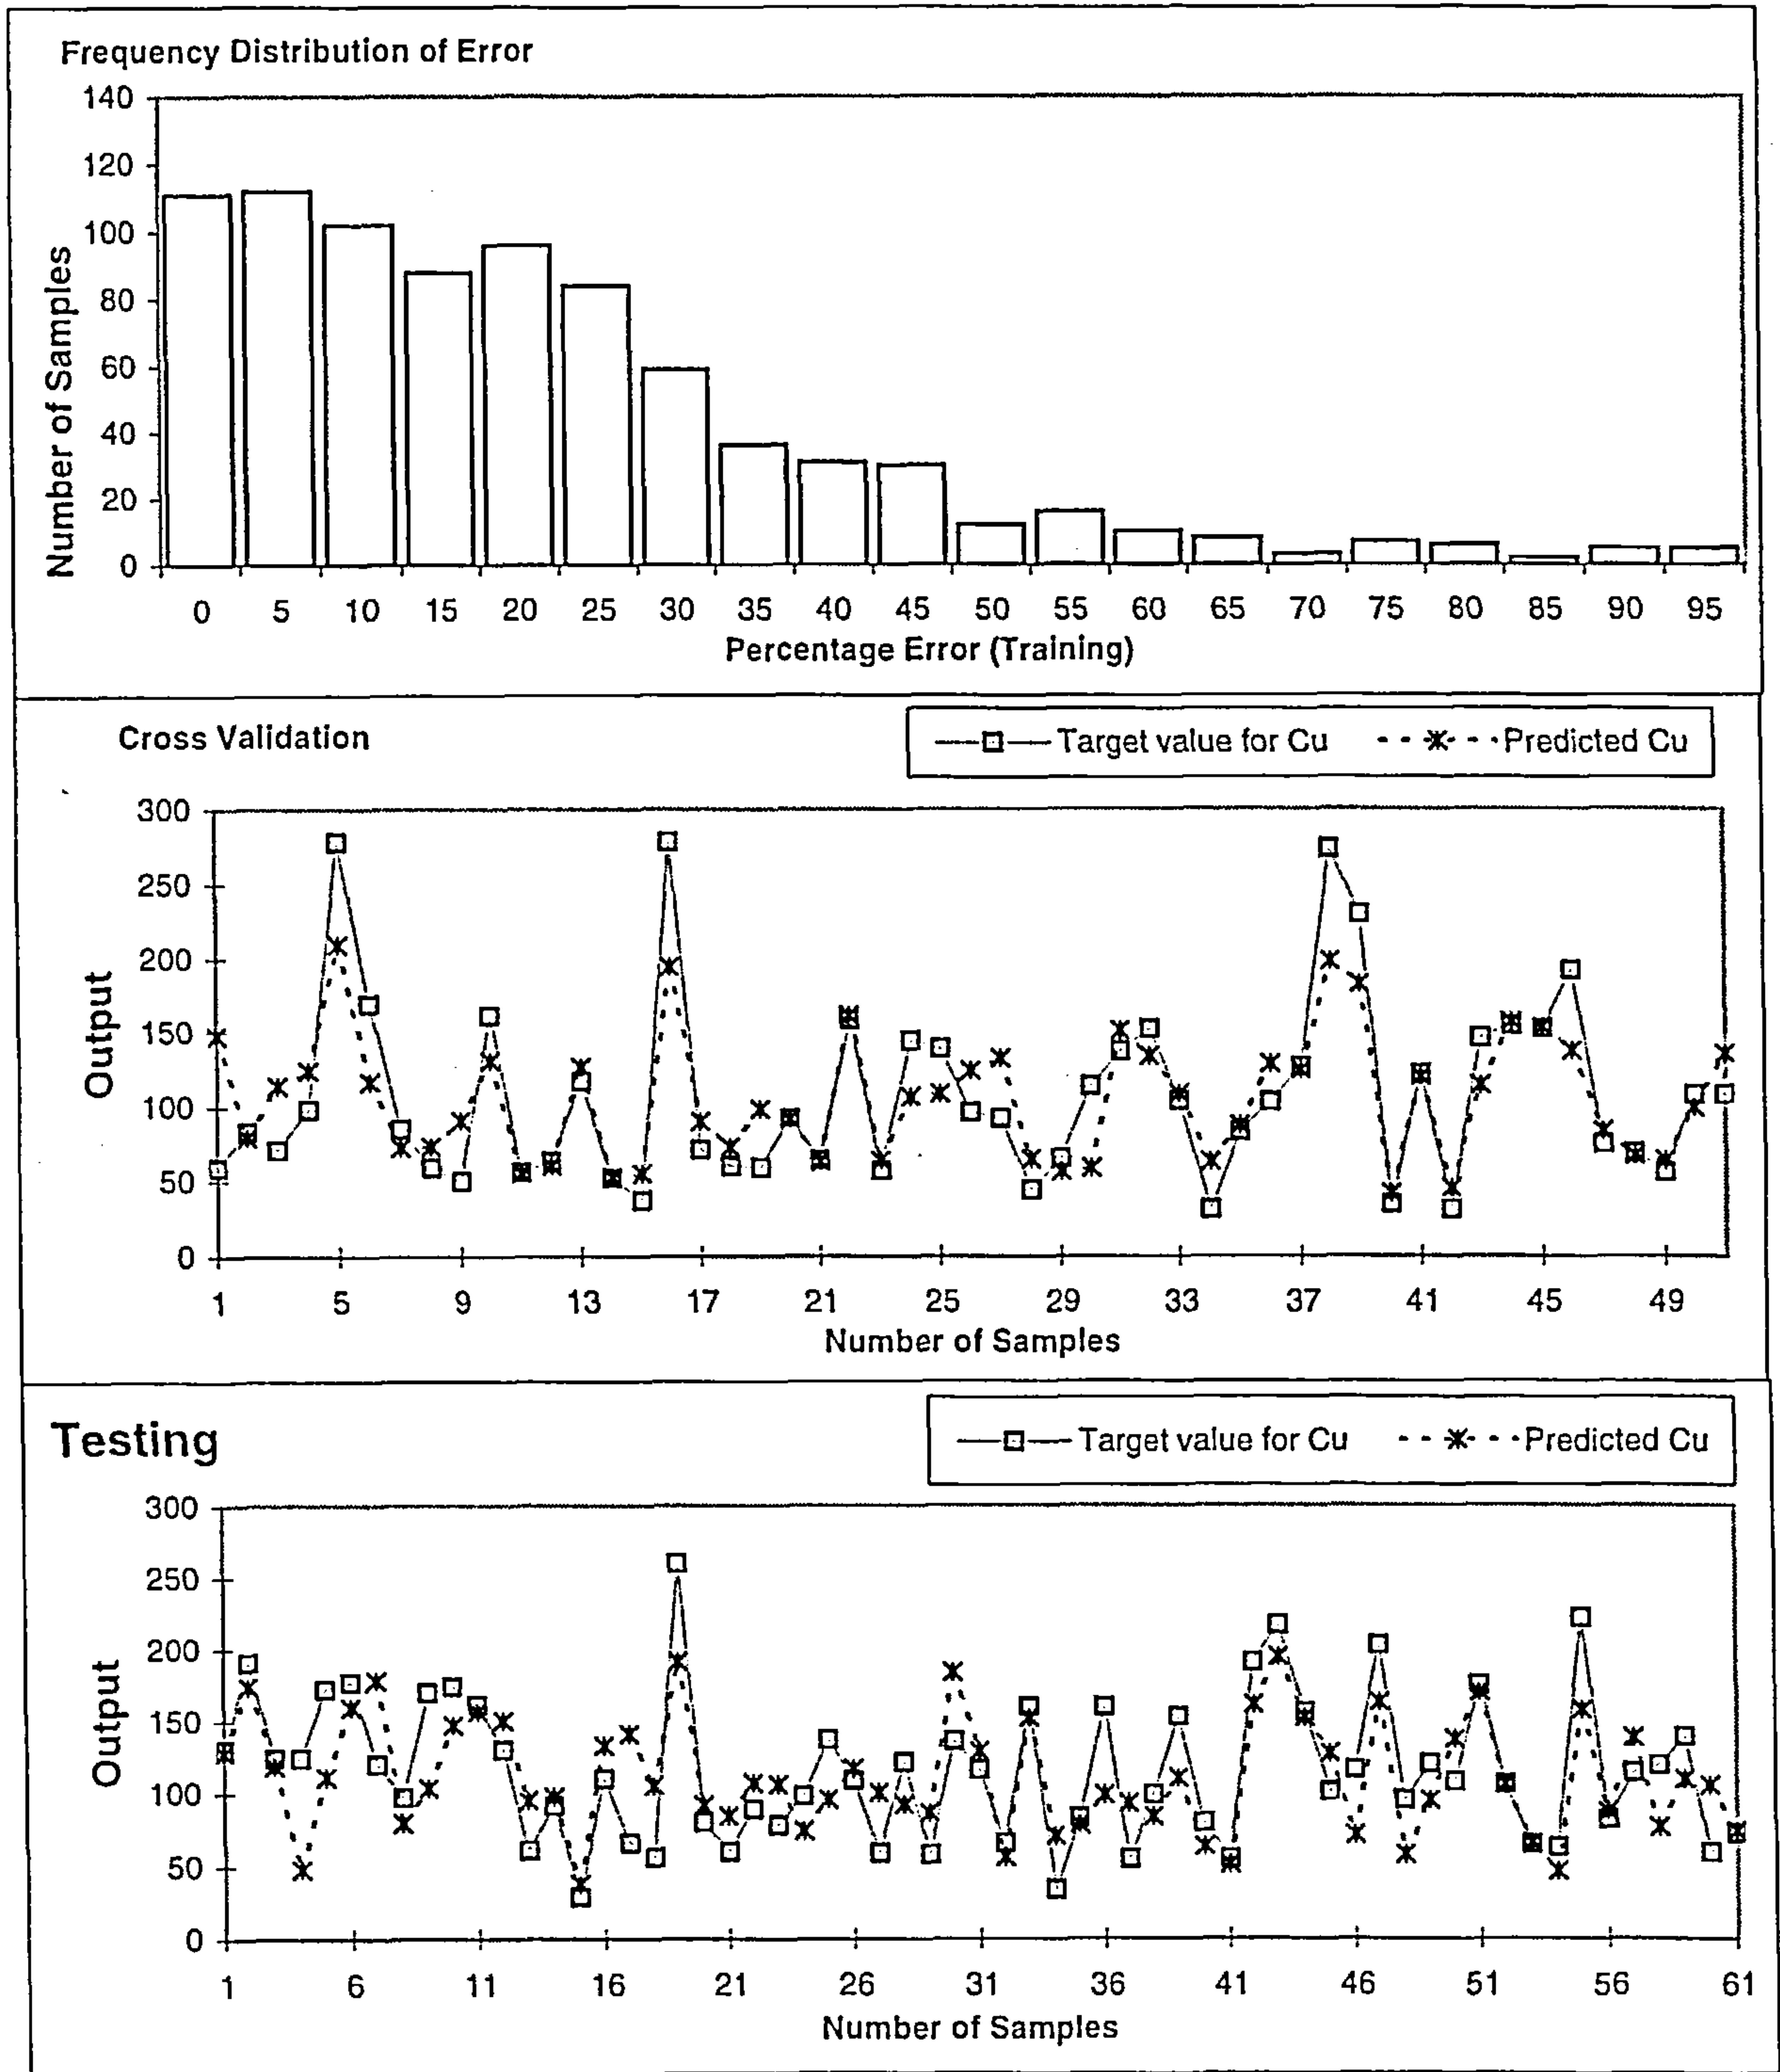 Frequency Distribution of Error
140
120
100
80
60
40
20
0
Number of Samples
0 5 10 15 20 25 30 35 40 45 50 55 60 65 70 75 80 85 90 95
Percentage Error (Training)
Cross Validation
Target value for Cu Predicted Cu
300
250
200
150
100
50
0
Output
1 5 9 13 17 21 25 29 33 37 41 45 49
Number of Samples
Testing
Target value for Cu Predicted Cu
300
250
200
150
100
50
0
Output
1 6 11 16 21 26 31 36 41 46 51 56 61
Number of Samples